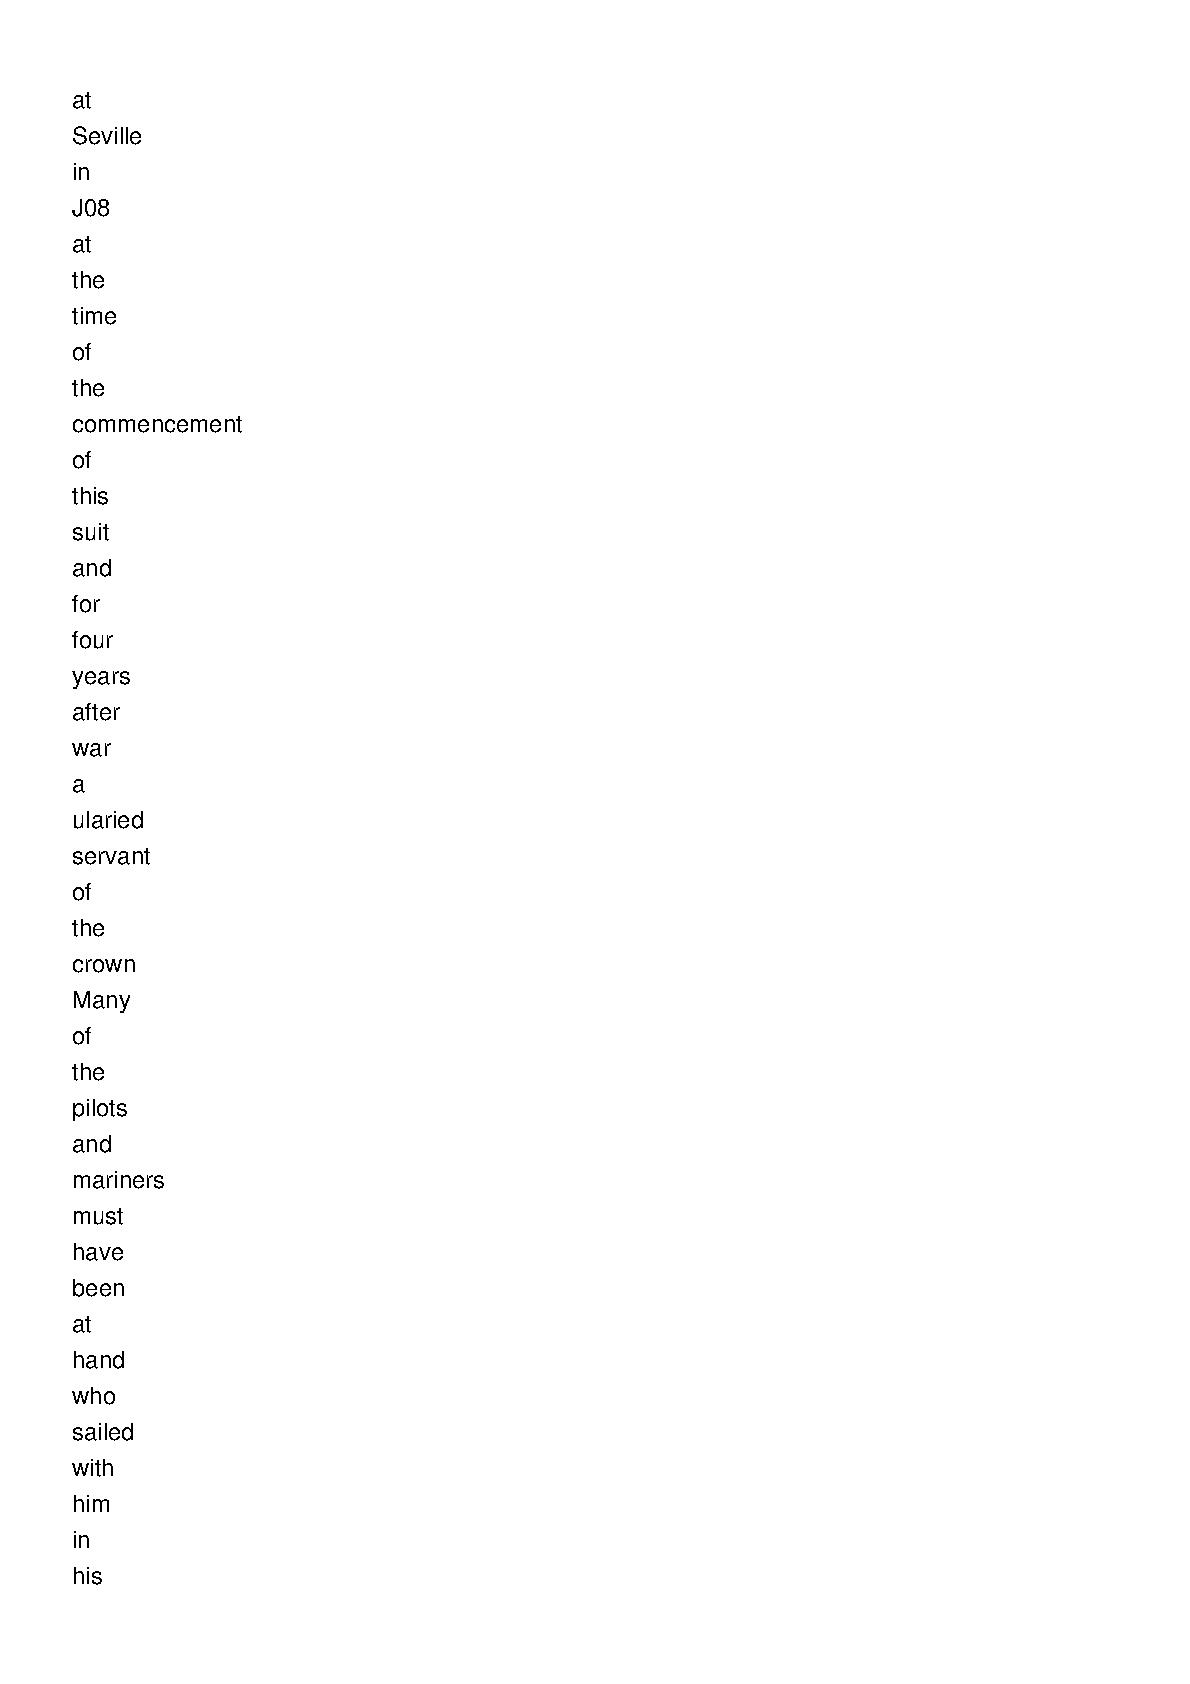 at
Seville
in
J08
at
the
time
of
the
commencement
of
this
suit
and
for
four
years
after
war
a
ularied
servant
of
the
crown
Many
of
the
pilots
and
mariners
must
have
been
at
hand
who
sailed
with
him
in
his